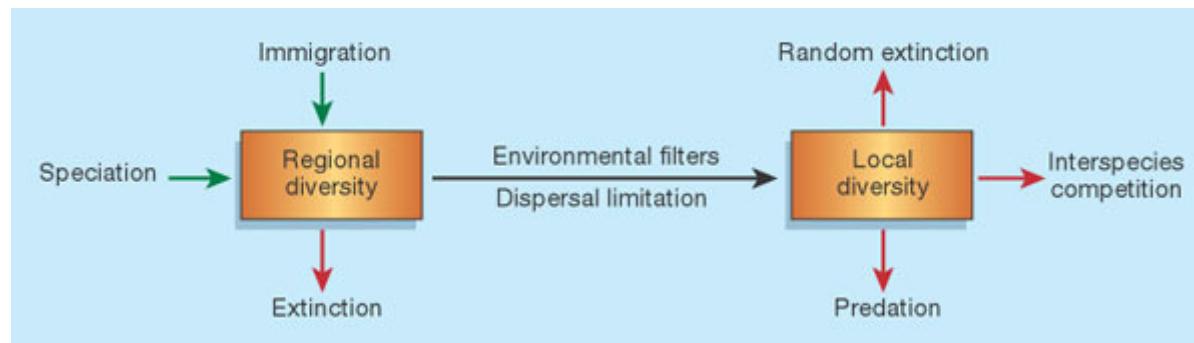 Immigration
Random extinction
Speciation
Regional
diversity
Environmental filters
Dispersal limitation
Local
diversity
Interspecies
competition
Extinction
Predation